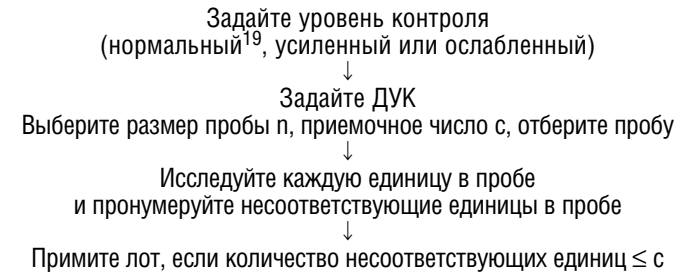 Задайте уровень контроля
(нормальный19, усиленный или ослабленный)
↓
Задайте ДУК
Выберите размер пробы n, приемочное число c, отберите пробу
↓
Исследуйте каждую единицу в пробе
и пронумеруйте несоответствующие единицы в пробе
↓
Примите лот, если количество несоответствующих единиц ≤ c